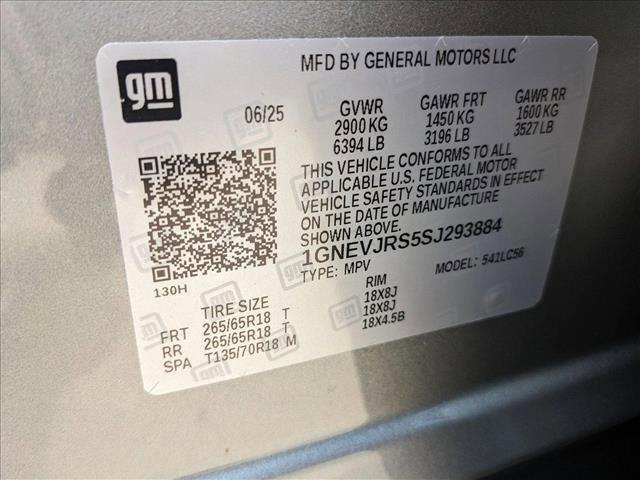 gm
MFD BY GENERAL MOTORS LLC
06/25 GVWR GAWR FRT GAWR RR
2900 KG 1450 KG 1600 KG
6394 LB 3196 LB 3527 LB
THIS VEHICLE CONFORMS TO ALL
APPLICABLE U.S. FEDERAL MOTOR
VEHICLE SAFETY STANDARDS IN EFFECT
ON THE DATE OF MANUFACTURE
SHOWN ABOVE.
1GNEVJRS5SJ293884
TYPE: MPV MODEL: 541LC56
130H
TIRE SIZE RIM
FRT 265/65R18 T 18X8J
RR 265/65R18 T 18X8J
SPA T135/70R18 M 18X4.5B